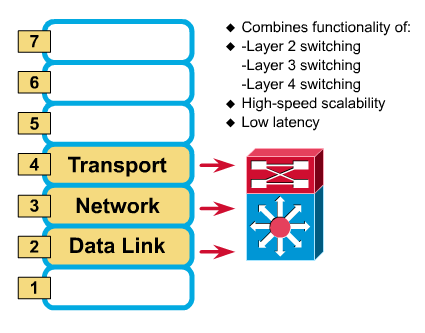 7
6
5
4 Transport
3 Network
2 Data Link
1
◆ Combines functionality of:
◆ -Layer 2 switching
-Layer 3 switching
-Layer 4 switching
◆ High-speed scalability
◆ Low latency